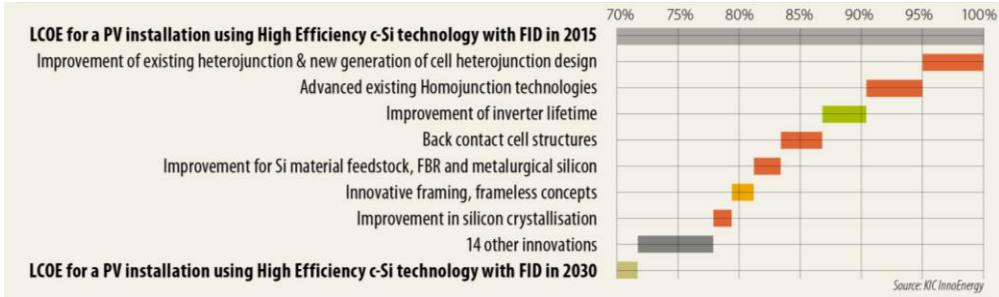 70% 75% 80% 85% 90% 95% 100%
LCOE for a PV installation using High Efficiency c-Si technology with FID in 2015
Improvement of existing heterojunction & new generation of cell heterojunction design
Advanced existing Homojunction technologies
Improvement of inverter lifetime
Back contact cell structures
Improvement for Si material feedstock, FBR and metalurgical silicon
Innovative framing, frameless concepts
Improvement in silicon crystallisation
14 other innovations
LCOE for a PV installation using High Efficiency c-Si technology with FID in 2030
Source: KIC InnoEnergy